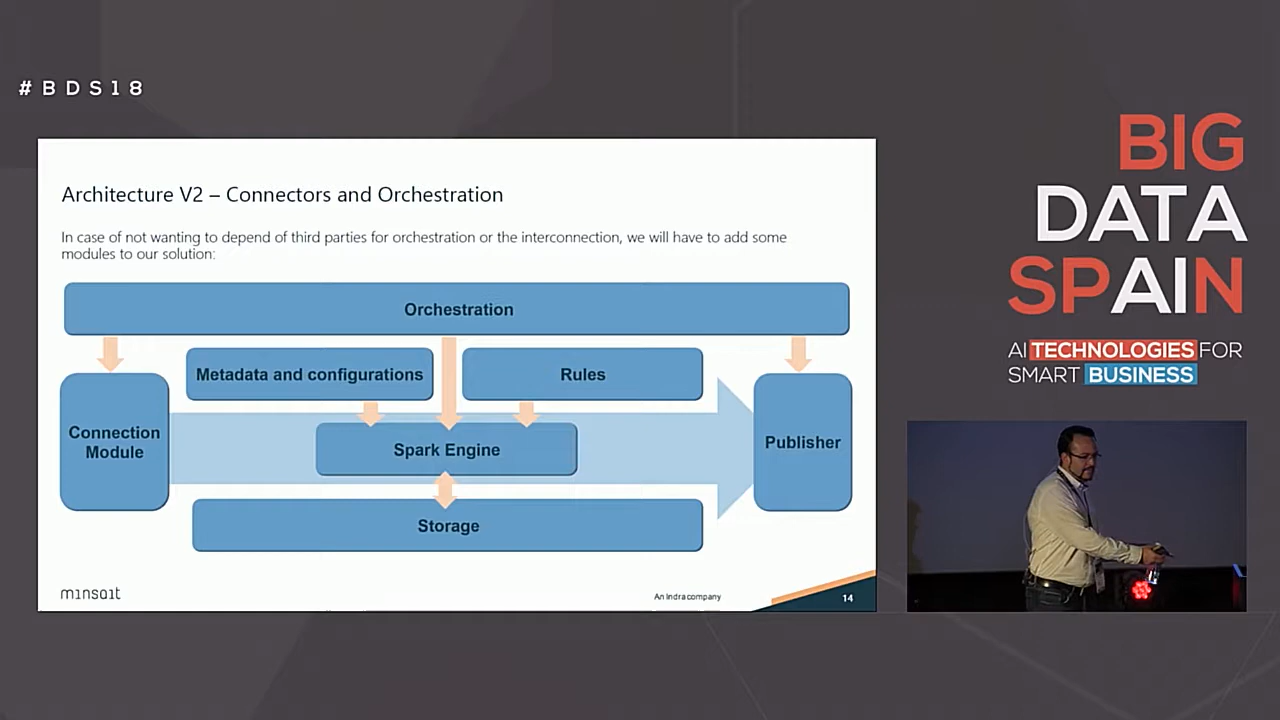 #BDS18
Architecture V2 – Connectors and Orchestration
In case of not wanting to depend of third parties for orchestration or the interconnection, we will have to add some
modules to our solution:
Orchestration
Metadata and configurations
Rules
Connection
Module
Spark Engine
Publisher
Storage
minsait
An Indra company
14
BIG
DATA
SPAIN
AI TECHNOLOGIES FOR
SMART BUSINESS